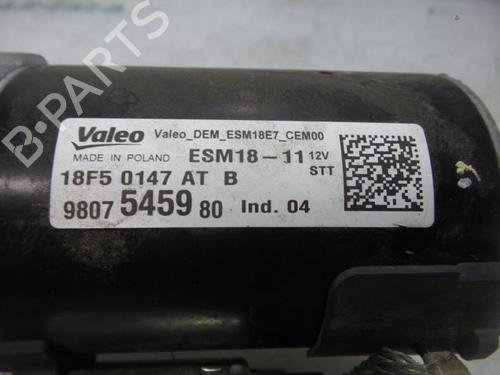 Valeo Valeo_DEM_ESM18E7_CEM00
MADE IN POLAND ESM18-11 12V
STT
18F5 0147 AT B
9807 5459 80 Ind. 04
B PARTS